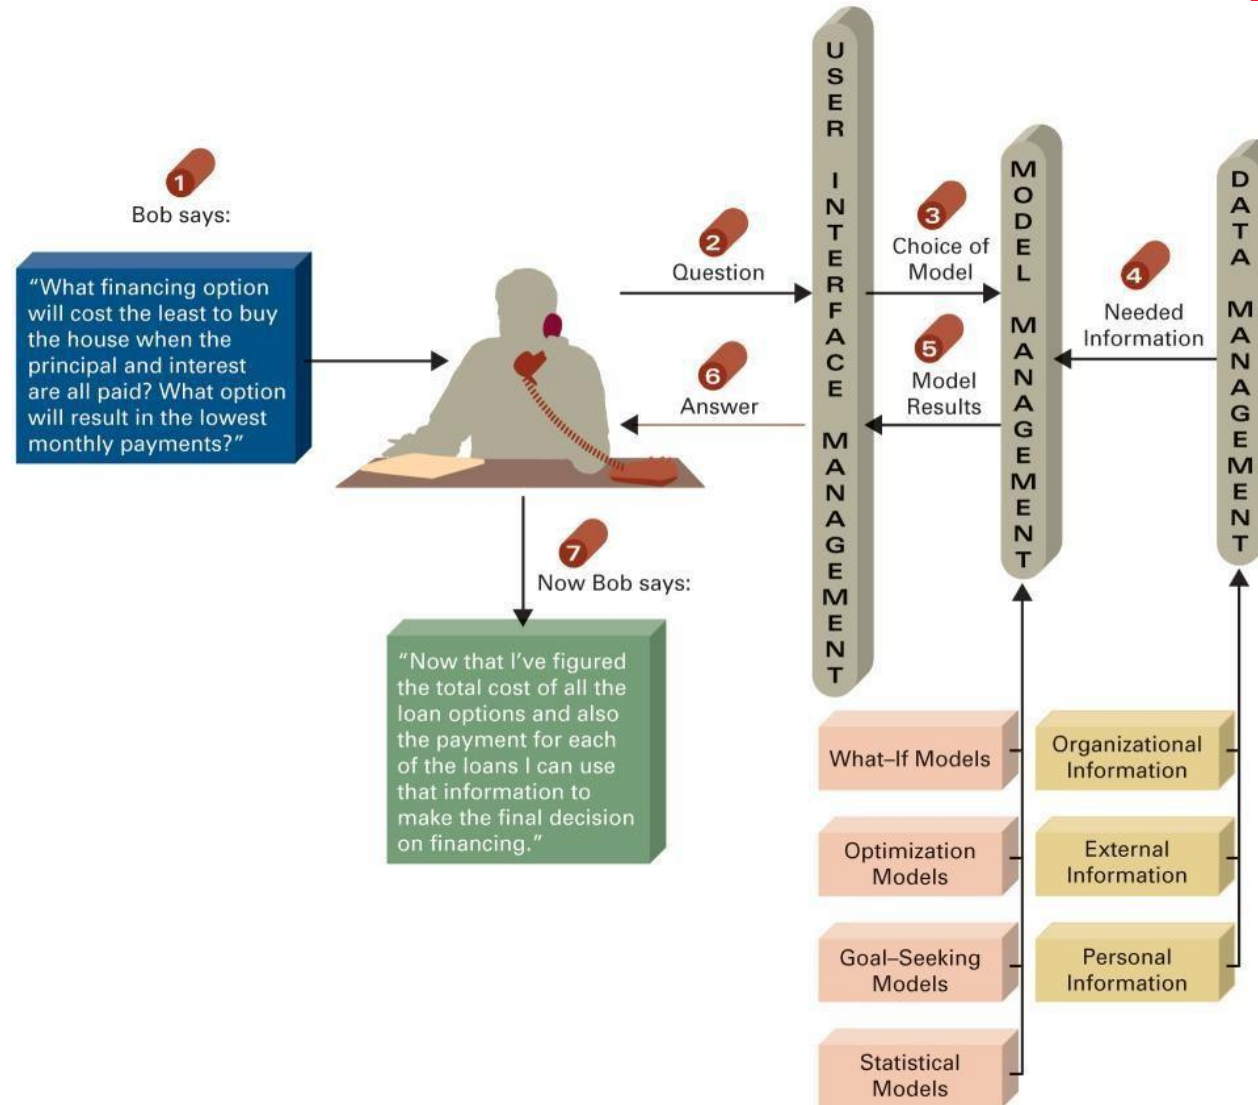 1
Bob says:
“What financing option
will cost the least to buy
the house when the
principal and interest
are all paid? What option
will result in the lowest
monthly payments?”
2
Question
6
Answer
USER INTERFACE MANAGEMENT
3
Choice of
Model
5
Model
Results
MODEL MANAGEMENT
4
Needed
Information
DATA MANAGEMENT
7
Now Bob says:
“Now that I’ve figured
the total cost of all the
loan options and also
the payment for each
of the loans I can use
that information to
make the final decision
on financing.”
What–If Models
Optimization
Models
Goal–Seeking
Models
Statistical
Models
Organizational
Information
External
Information
Personal
Information